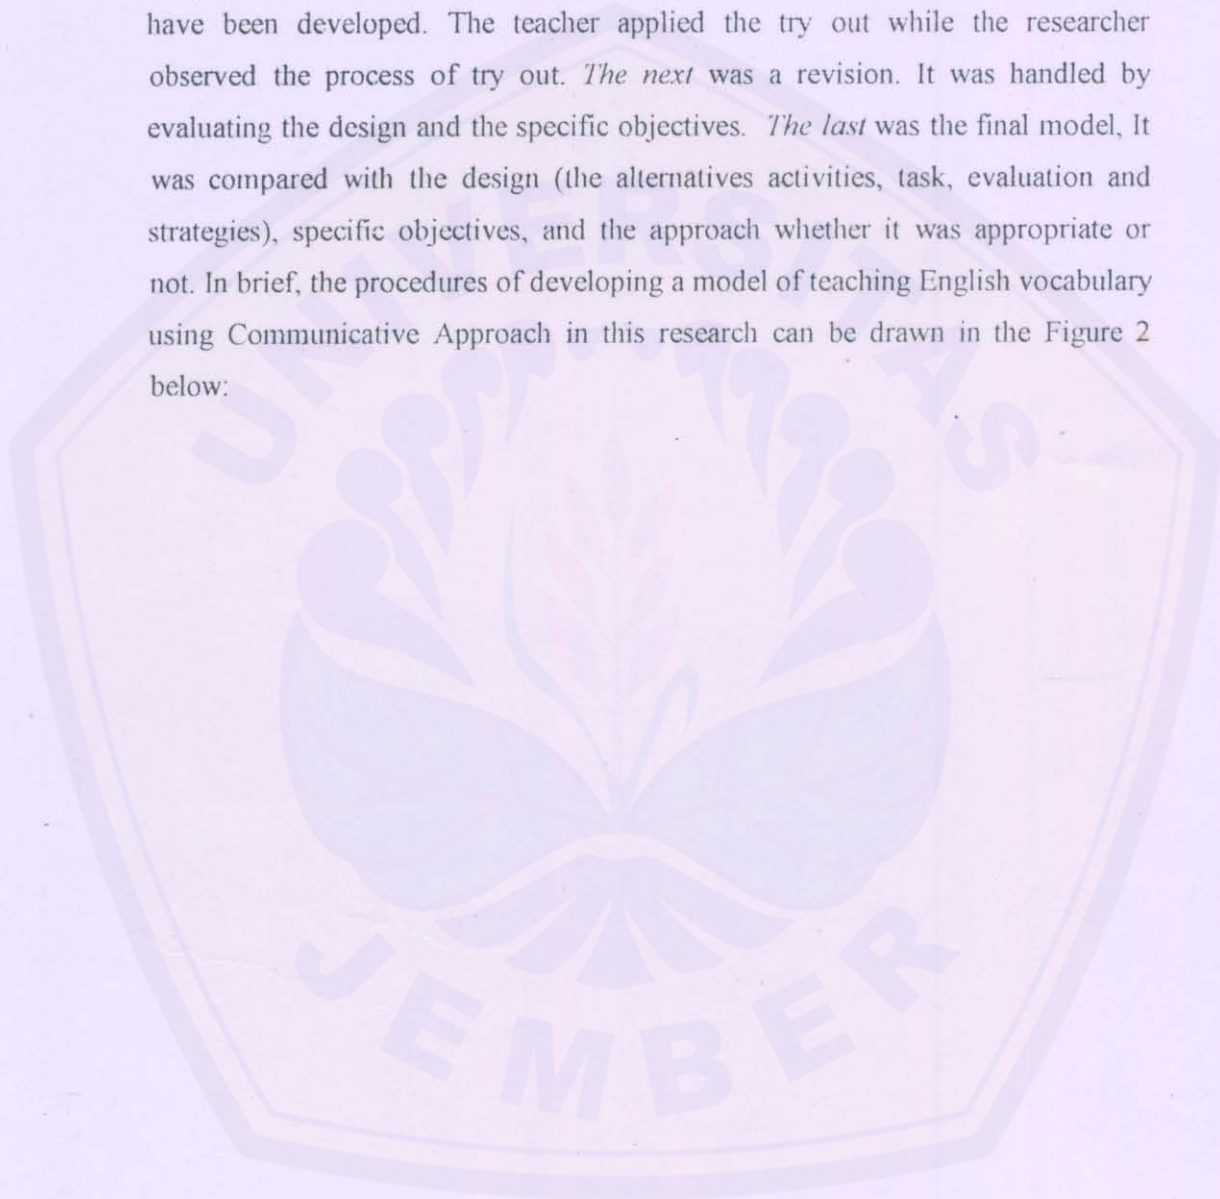 have been developed. The teacher applied the try out while the researcher
observed the process of try out. The next was a revision. It was handled by
evaluating the design and the specific objectives. The last was the final model, It
was compared with the design (the alternatives activities, task, evaluation and
strategies), specific objectives, and the approach whether it was appropriate or
not. In brief, the procedures of developing a model of teaching English vocabulary
using Communicative Approach in this research can be drawn in the Figure 2
below:
UNIVERSITAS
JEMBER